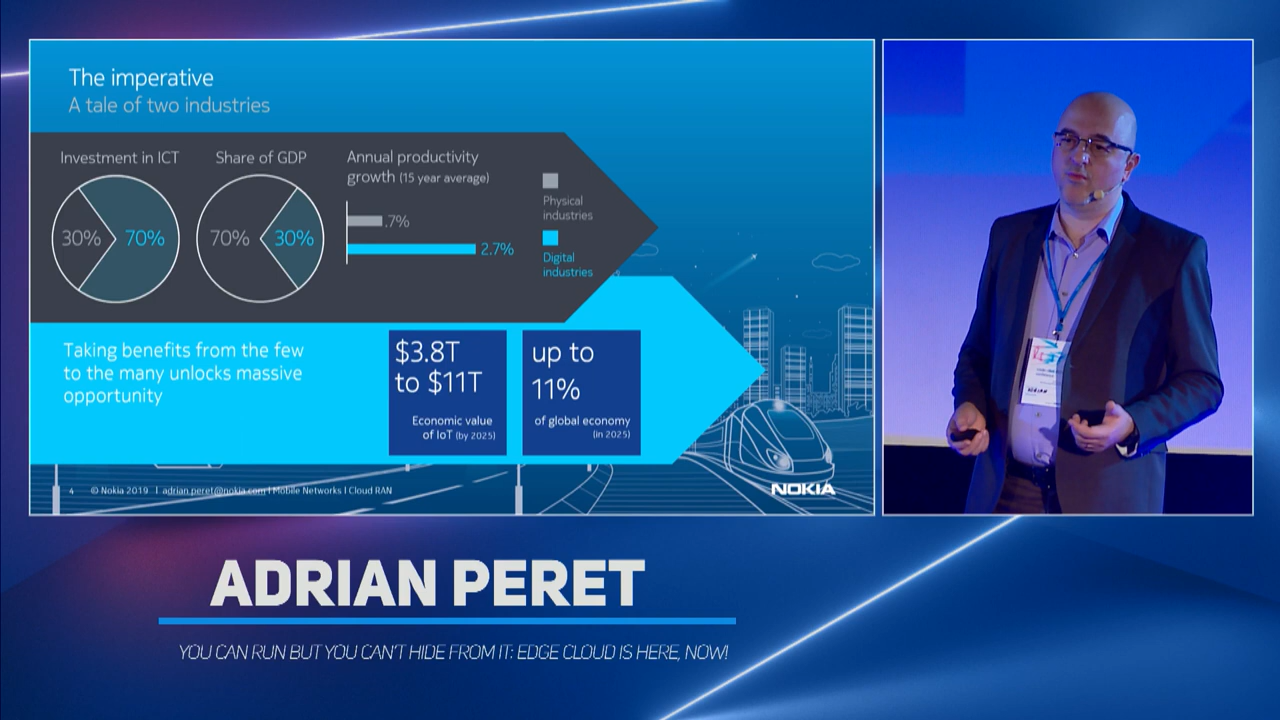 The imperative
A tale of two industries
Investment in ICT
Share of GDP
Annual productivity
growth (15 year average)
30%
70%
70%
30%
.7%
2.7%
Physical
industries
Digital
industries
Taking benefits from the few
to the many unlocks massive
opportunity
$3.8T
to $11T
Economic value
of IoT (by 2025)
up to
11%
of global economy
(in 2025)
4 © Nokia 2019 | adrian.peret@nokia.com | Mobile Networks | Cloud RAN
NOKIA
ADRIAN PERET
YOU CAN RUN BUT YOU CAN'T HIDE FROM IT: EDGE CLOUD IS HERE, NOW!